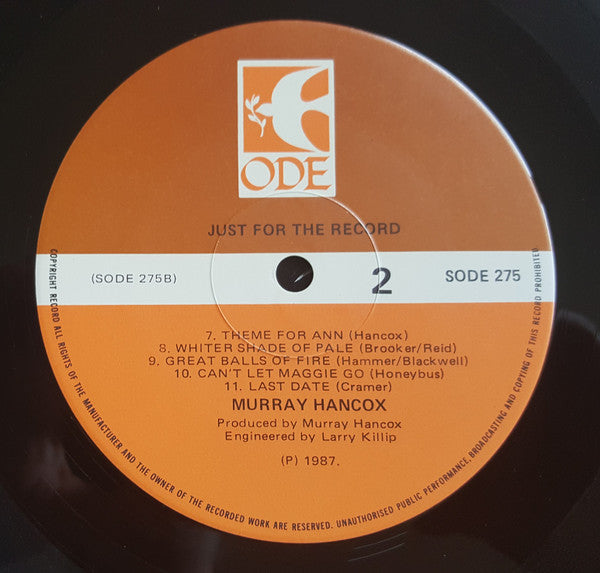 ODE
JUST FOR THE RECORD
(SODE 275B)
2
SODE 275
7. THEME FOR ANN (Hancox)
8. WHITER SHADE OF PALE (Brooker/Reid)
9. GREAT BALLS OF FIRE (Hammer/Blackwell)
10. CAN'T LET MAGGIE GO (Honeybus)
11. LAST DATE (Cramer)
MURRAY HANCOX
Produced by Murray Hancox
Engineered by Larry Killip
(P) 1987.
COPYRIGHT RECORD ALL RIGHTS OF THE MANUFACTURER AND THE OWNER OF THE RECORDED WORK ARE RESERVED. UNAUTHORISED PUBLIC PERFORMANCE, BROADCASTING AND COPYING OF THIS RECORD PROHIBITED.